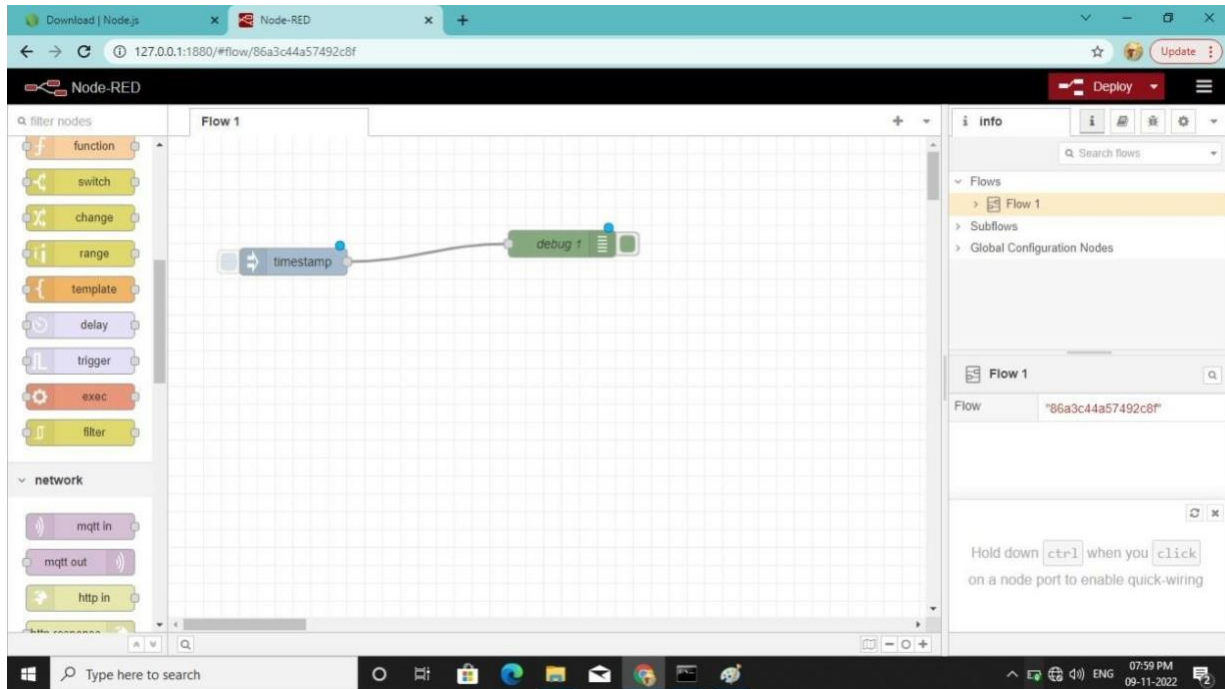 Download | Node.js
Node-RED
127.0.0.1:1880/#flow/86a3c44a57492c8f
Update
Node-RED
Deploy
filter nodes
function
switch
change
range
template
delay
trigger
exec
filter
network
mqtt in
mqtt out
http in
http response
Flow 1
timestamp
debug 1
i info
i
Search flows
Flows
Flow 1
Subflows
Global Configuration Nodes
Flow 1
Flow "86a3c44a57492c8f"
Hold down ctrl when you click
on a node port to enable quick-wiring
Type here to search
ENG
07:59 PM
09-11-2022
2